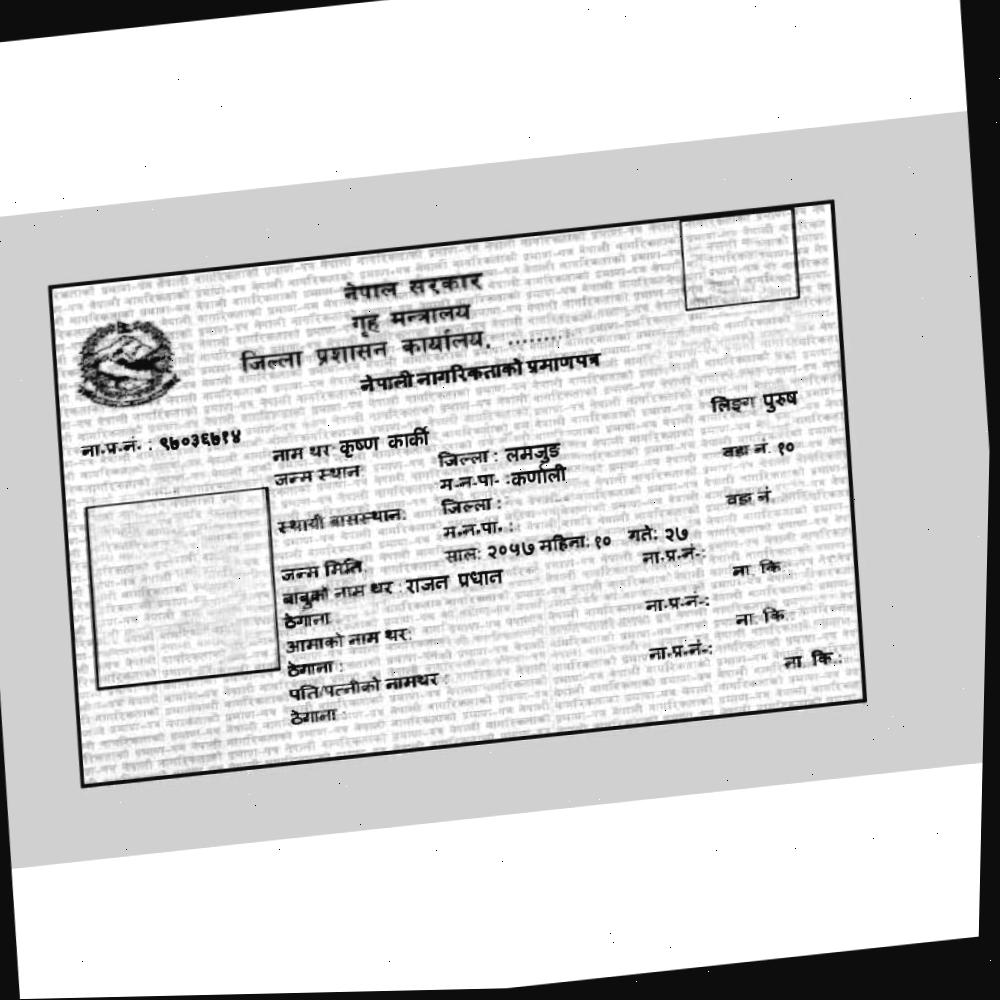 नेपाल सरकार
गृह मन्त्रालय
जिल्ला प्रशासन कार्यालय, ........
नेपाली नागरिकताको प्रमाणपत्र
लिङ्ग पुरुष
ना.प्र.नं. : ९७०३६७१४
नाम थर: कृष्ण कार्की
जन्म स्थान: जिल्ला : लमजुङ
म.न.पा. : कर्णाली वडा नं. १०
स्थायी बासस्थान: जिल्ला :
म.न.पा. : वडा नं.
जन्म मिति साल: २०५७ महिना: १० गते: २७
बाबुको नाम थर : राजन प्रधान ना.प्र.नं.:
ठेगाना : ना. कि.:
आमाको नाम थर: ना.प्र.नं.:
ठेगाना : ना. कि.:
पति/पत्नीको नामथर : ना.प्र.नं.:
ठेगाना : ना. कि.: